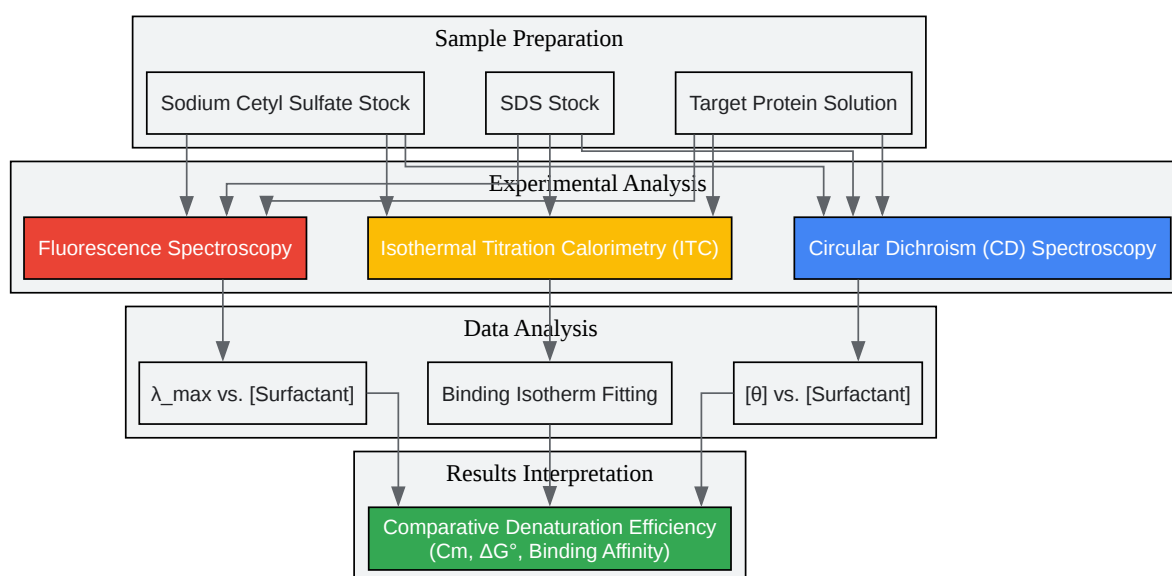 Sample Preparation
Sodium Cetyl Sulfate Stock
SDS Stock
Target Protein Solution
Experimental Analysis
Fluorescence Spectroscopy
Isothermal Titration Calorimetry (ITC)
Circular Dichroism (CD) Spectroscopy
Data Analysis
λ_max vs. [Surfactant]
Binding Isotherm Fitting
[θ] vs. [Surfactant]
Results Interpretation
Comparative Denaturation Efficiency
(Cm, ΔG°, Binding Affinity)